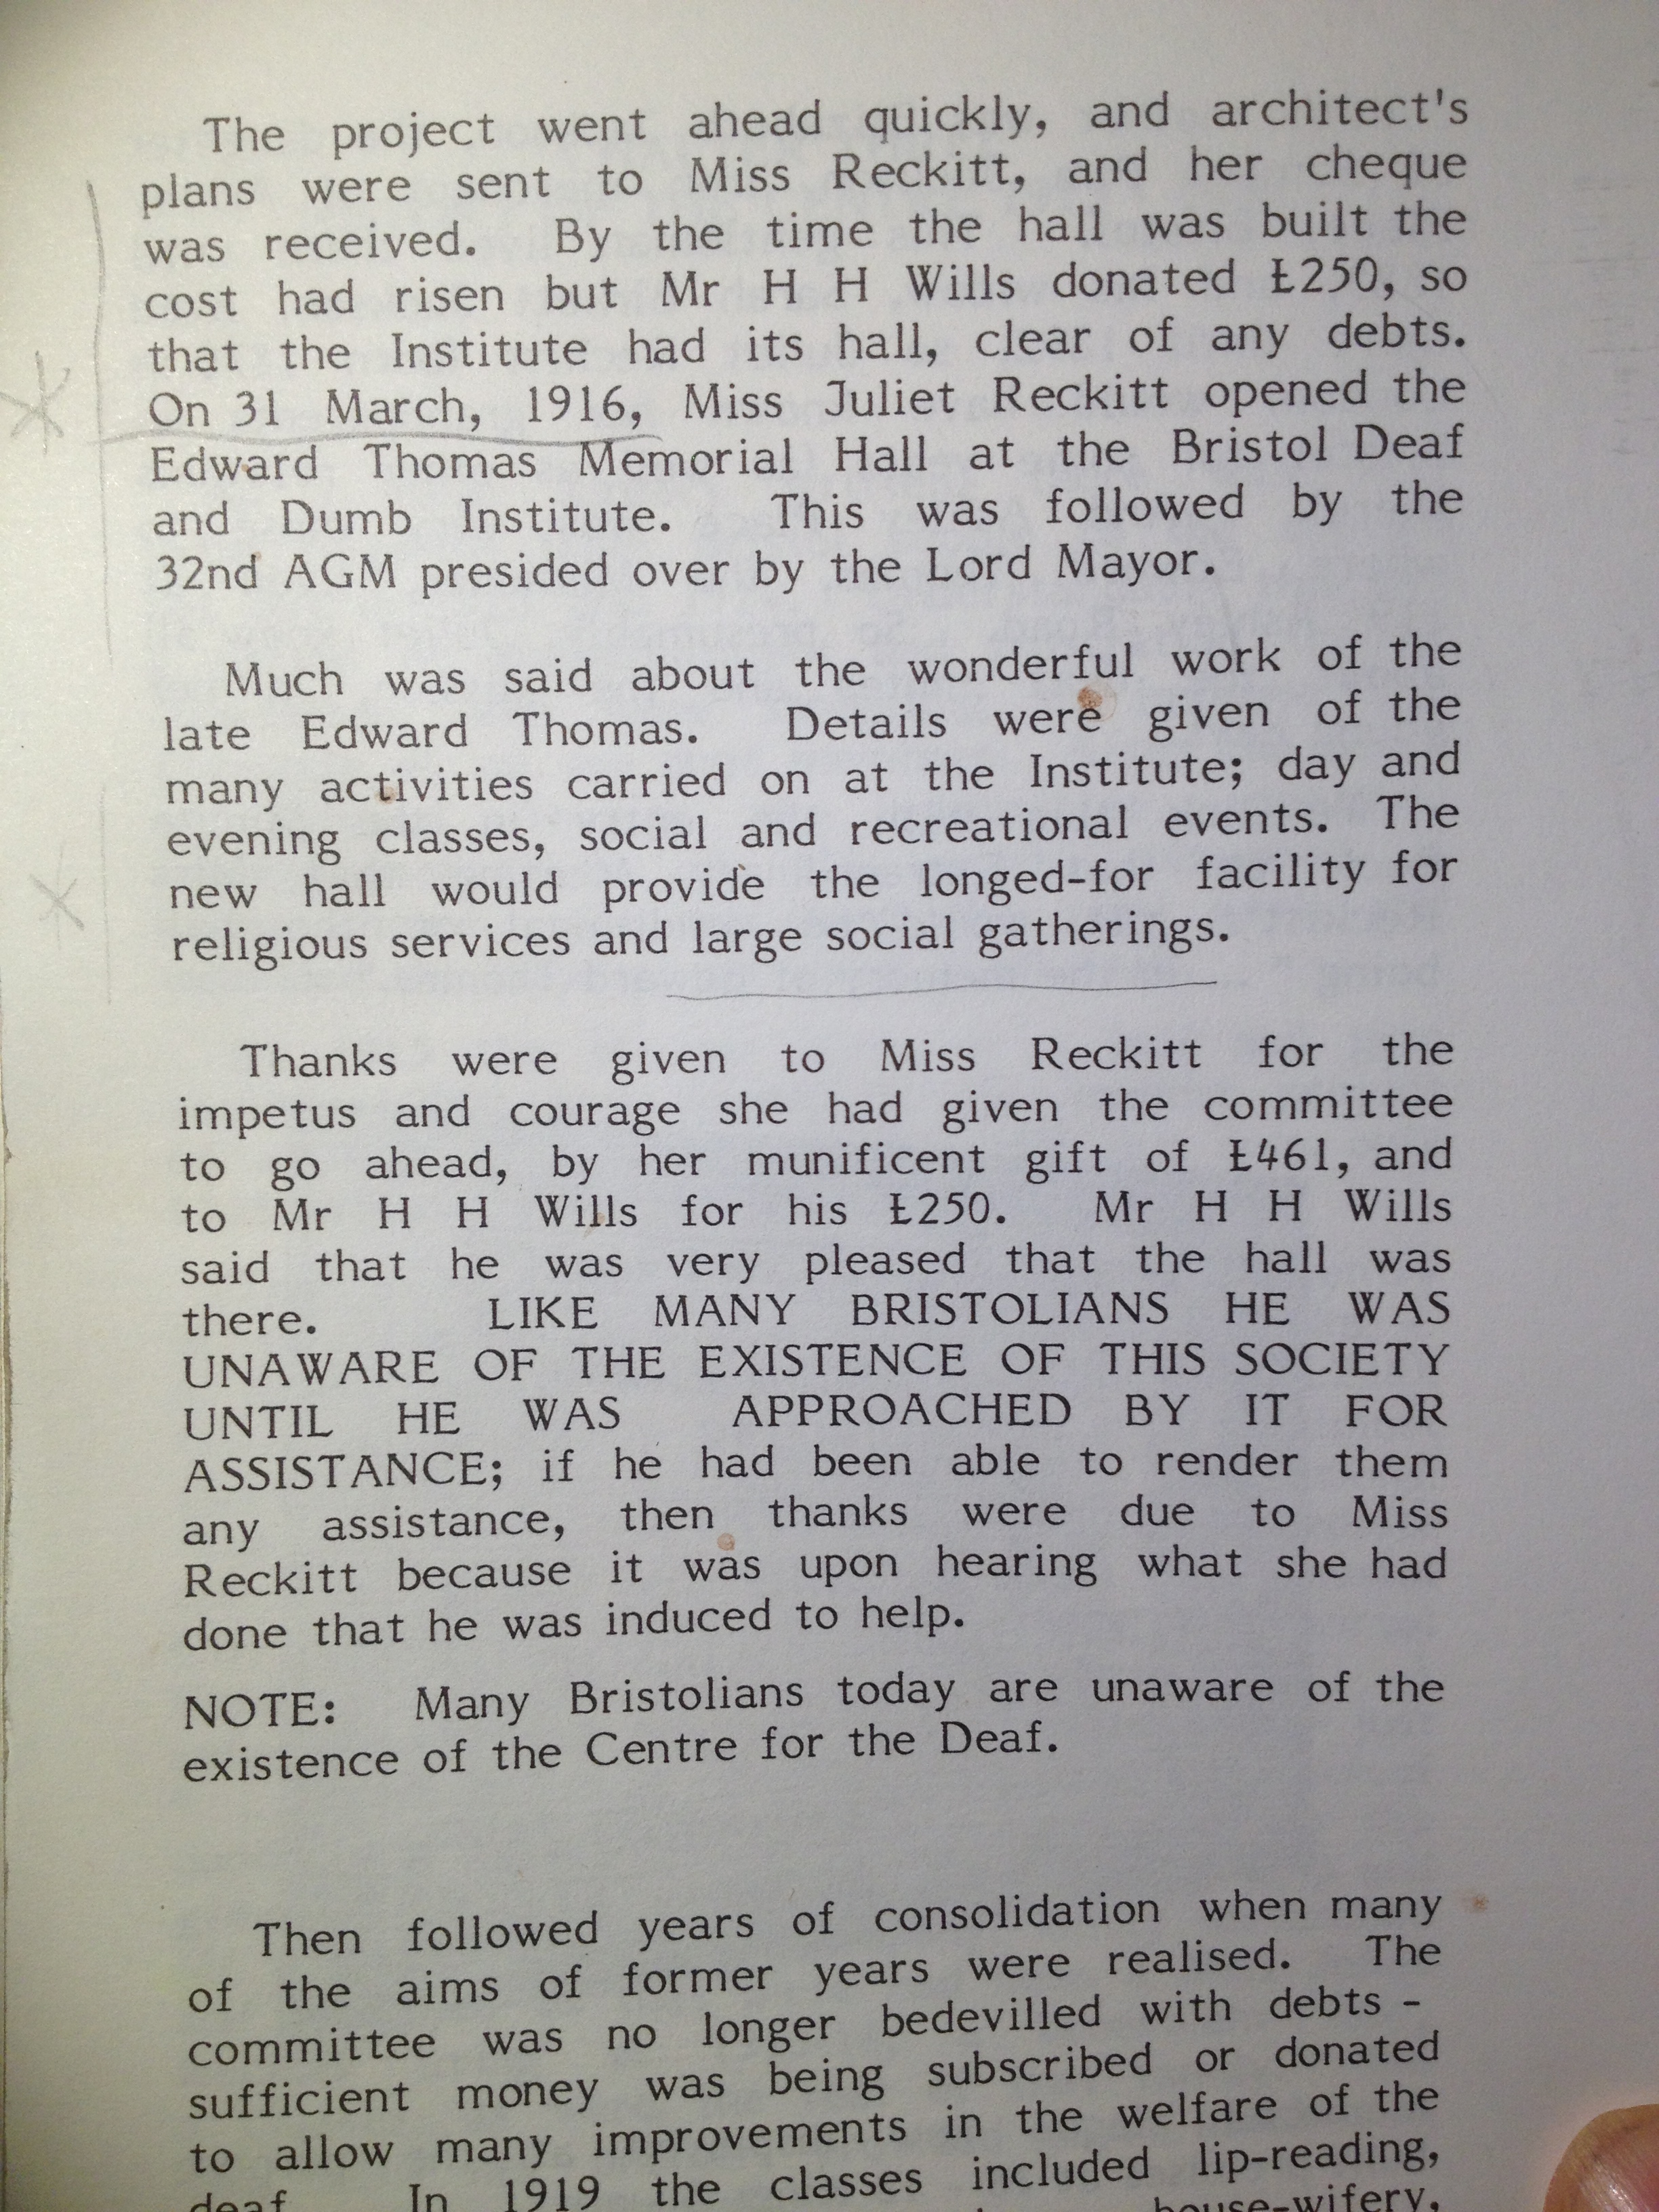 The project went ahead quickly, and architect's
plans were sent to Miss Reckitt, and her cheque
was received. By the time the hall was built the
cost had risen but Mr H H Wills donated £250, so
that the Institute had its hall, clear of any debts.
On 31 March, 1916, Miss Juliet Reckitt opened the
Edward Thomas Memorial Hall at the Bristol Deaf
and Dumb Institute. This was followed by the
32nd AGM presided over by the Lord Mayor.
Much was said about the wonderful work of the
late Edward Thomas. Details were given of the
many activities carried on at the Institute; day and
evening classes, social and recreational events. The
new hall would provide the longed-for facility for
religious services and large social gatherings.
Thanks were given to Miss Reckitt for the
impetus and courage she had given the committee
to go ahead, by her munificent gift of £461, and
to Mr H H Wills for his £250. Mr H H Wills
said that he was very pleased that the hall was
there. LIKE MANY BRISTOLIANS HE WAS
UNAWARE OF THE EXISTENCE OF THIS SOCIETY
UNTIL HE WAS APPROACHED BY IT FOR
ASSISTANCE; if he had been able to render them
any assistance, then thanks were due to Miss
Reckitt because it was upon hearing what she had
done that he was induced to help.
NOTE: Many Bristolians today are unaware of the
existence of the Centre for the Deaf.
Then followed years of consolidation when many
of the aims of former years were realised. The
committee was no longer bedevilled with debts -
sufficient money was being subscribed or donated
to allow many improvements in the welfare of the
deaf. In 1919 the classes included lip-reading,
house-wifery,